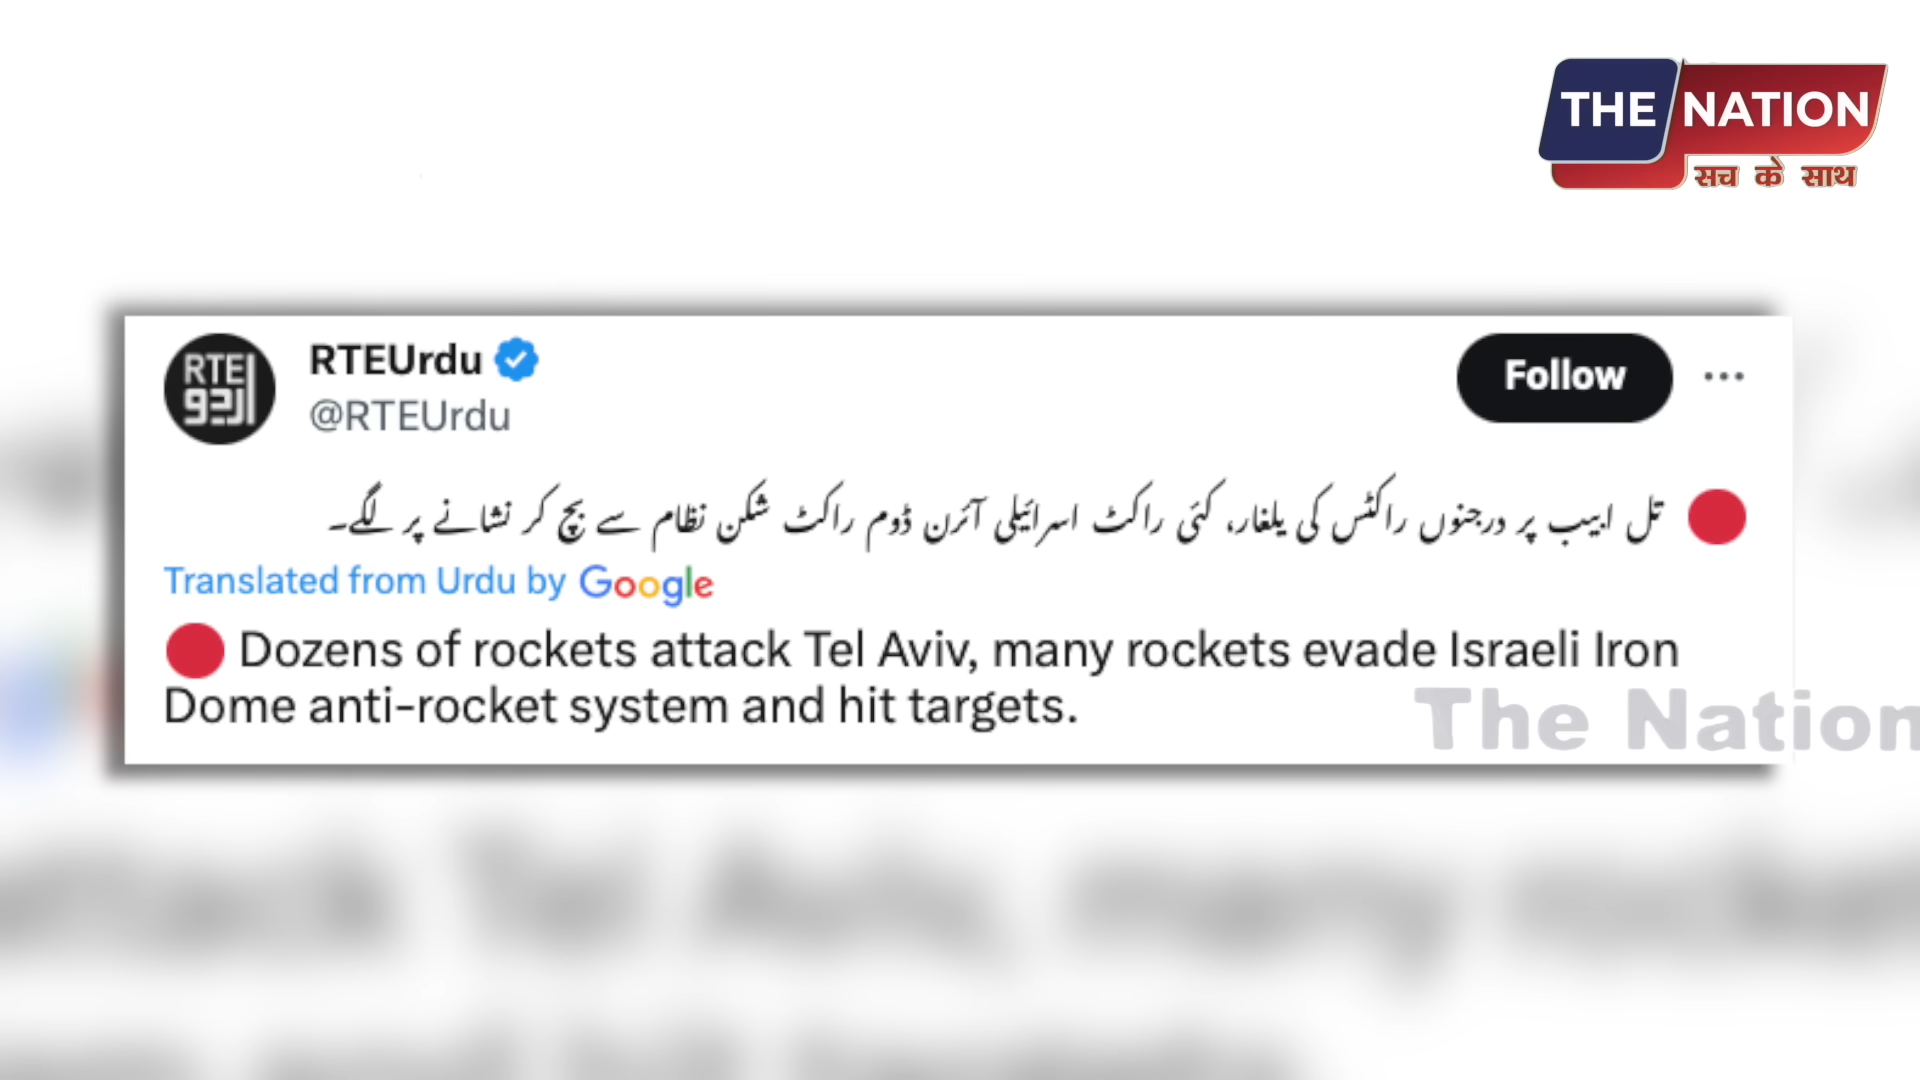 THE NATION
सच के साथ
RTE
اردو
RTEUrdu
@RTEUrdu
Follow
تل ابیب پر درجنوں راکٹس کی یلغار، کئی راکٹ اسرائیلی آئرن ڈوم راکٹ شکن نظام سے بچ کر نشانے پر لگے۔
Translated from Urdu by Google
Dozens of rockets attack Tel Aviv, many rockets evade Israeli Iron
Dome anti-rocket system and hit targets.
The Nation